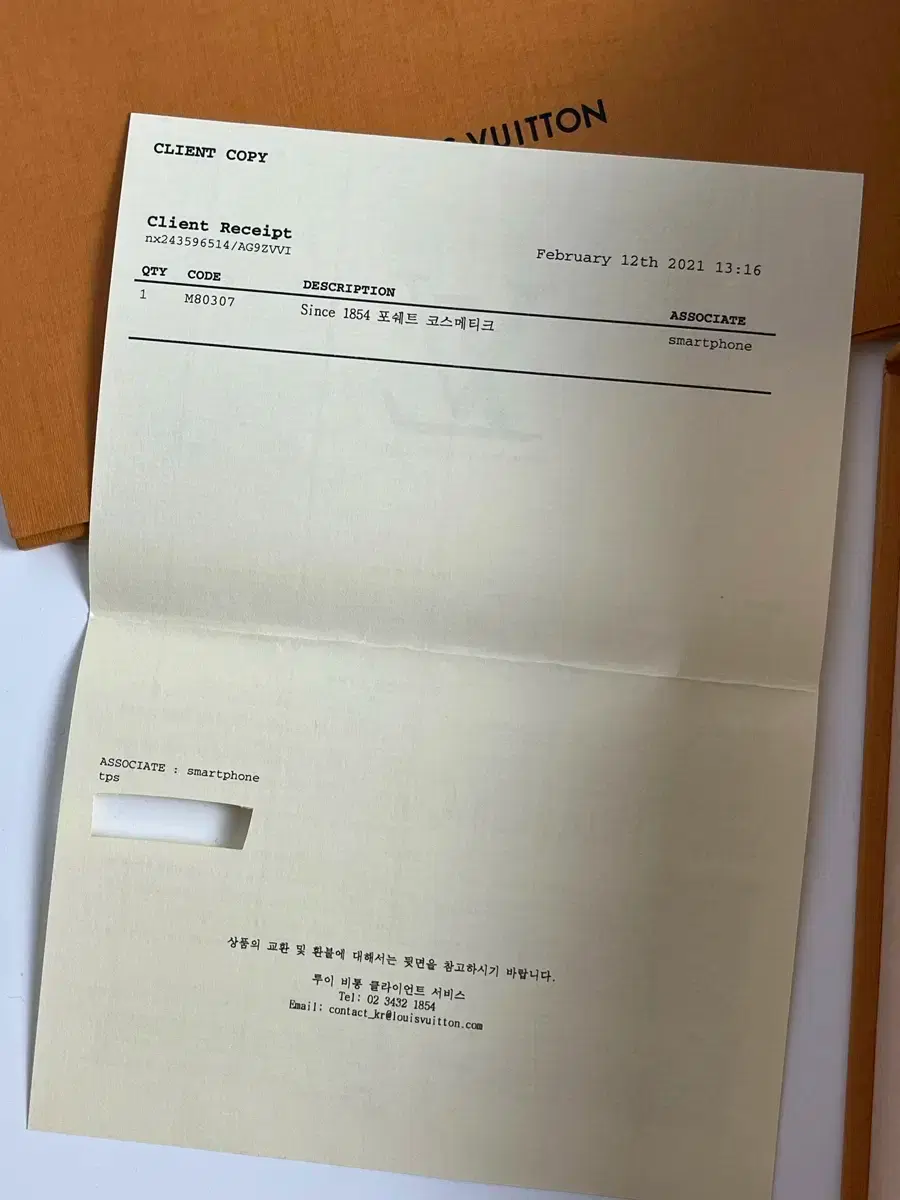 VUITTON
CLIENT COPY
Client Receipt
nx243596514/AG9ZVVI
February 12th 2021 13:16
QTY CODE DESCRIPTION ASSOCIATE
1 M80307 Since 1854 포쉐트 코스메티크 smartphone
ASSOCIATE : smartphone
tps
상품의 교환 및 환불에 대해서는 뒷면을 참고하시기 바랍니다.
루이 비통 클라이언트 서비스
Tel: 02 3432 1854
Email: contact_kr@louisvuitton.com